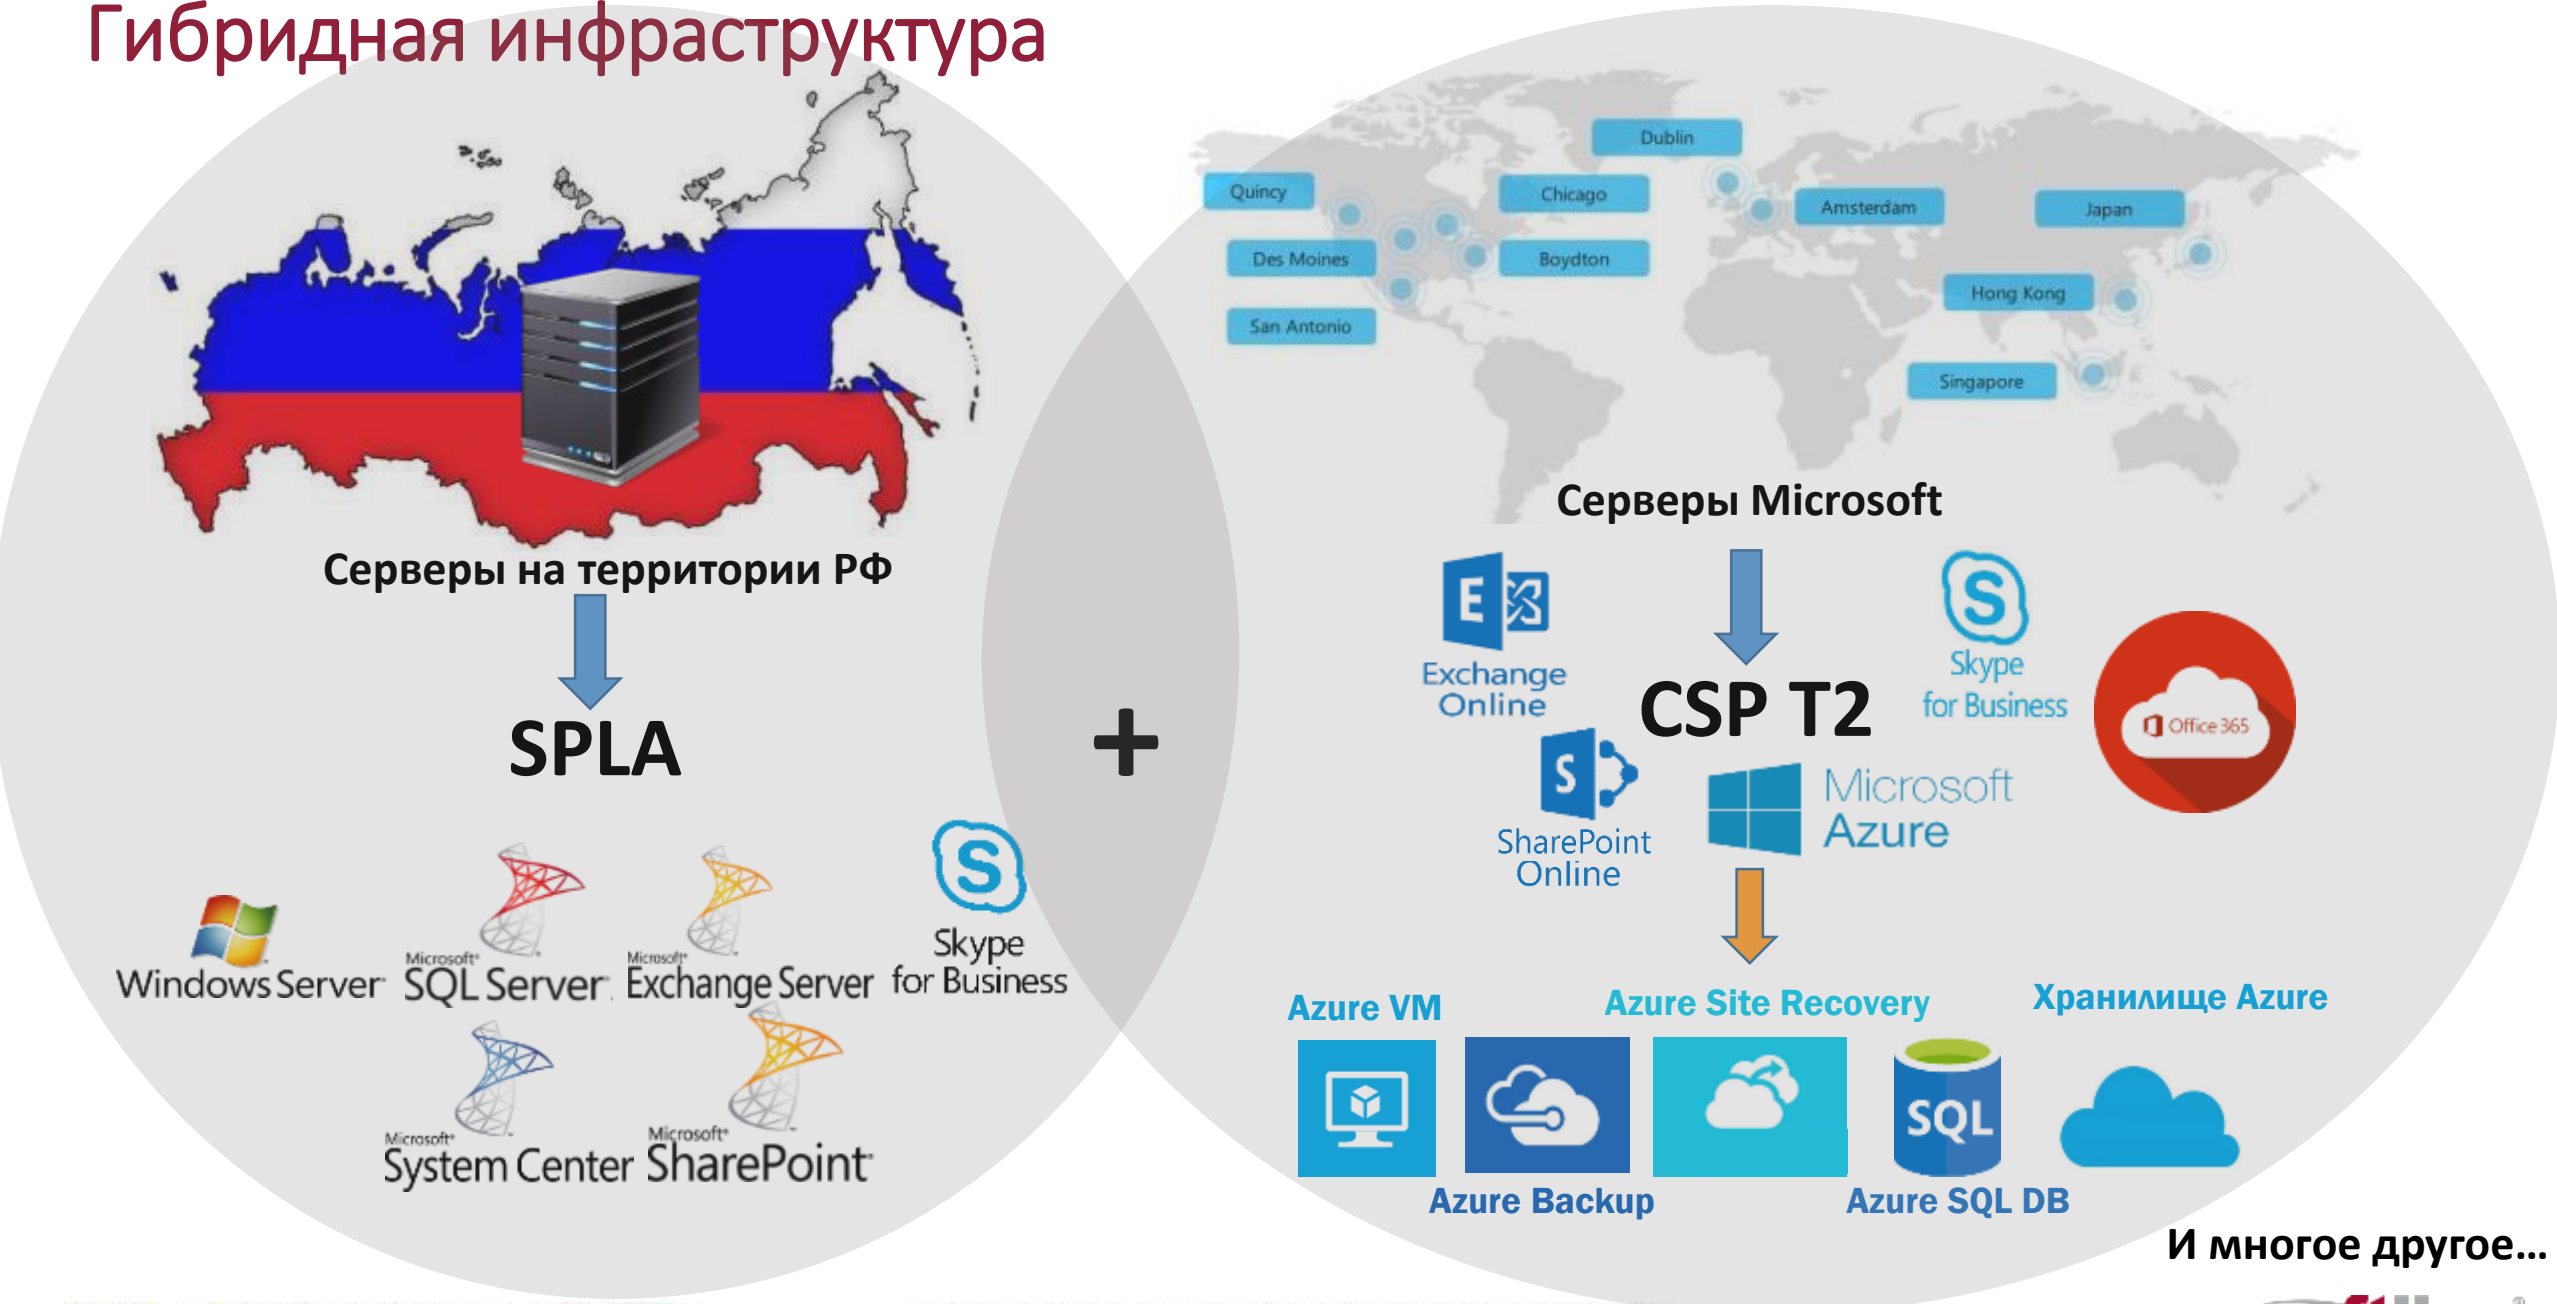 Гибридная инфраструктура
Dublin
Quincy
Chicago
Amsterdam
Japan
Des Moines
Boydton
Hong Kong
San Antonio
Singapore
Серверы на территории РФ
SPLA
Windows Server
Microsoft
SQL Server
Microsoft
Exchange Server
Skype
for Business
Microsoft
System Center
Microsoft
SharePoint
+
Серверы Microsoft
E
Exchange
Online
CSP T2
S
Skype
for Business
Office 365
S
SharePoint
Online
Microsoft
Azure
Azure VM
Azure Site Recovery
Хранилище Azure
SQL
Azure Backup
Azure SQL DB
И многое другое...